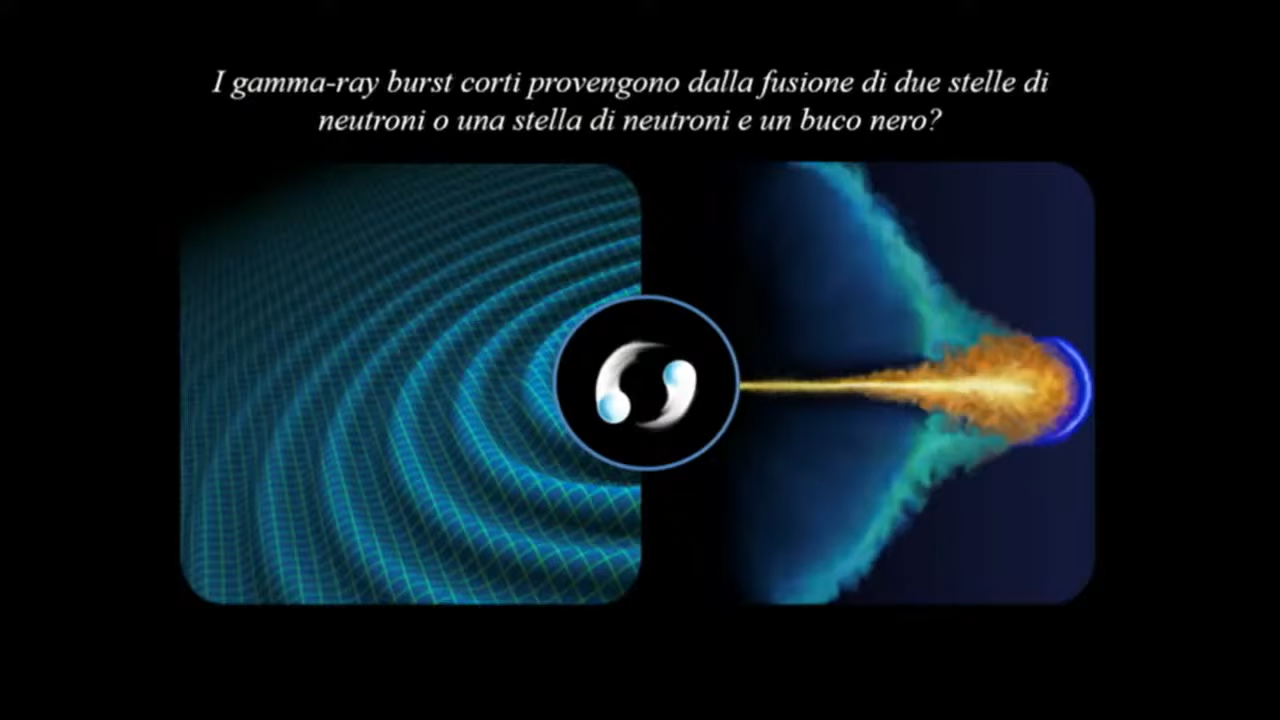 I gamma-ray burst corti provengono dalla fusione di due stelle di
neutroni o una stella di neutroni e un buco nero?